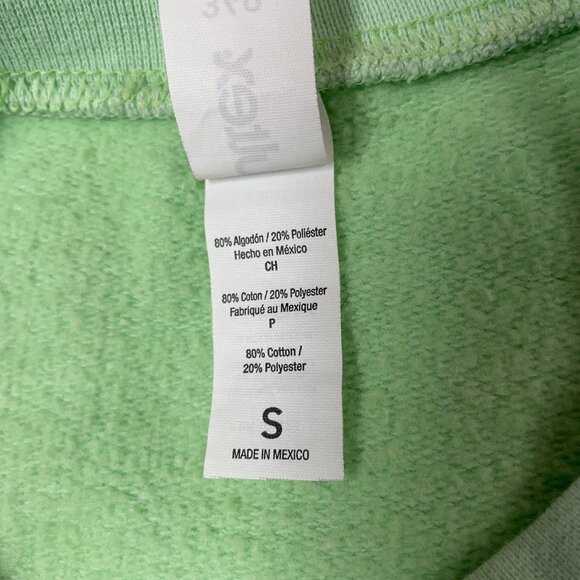 80% Algodón / 20% Poliéster
Hecho en México
CH
80% Coton / 20% Polyester
Fabriqué au Mexique
P
80% Cotton /
20% Polyester
S
MADE IN MEXICO